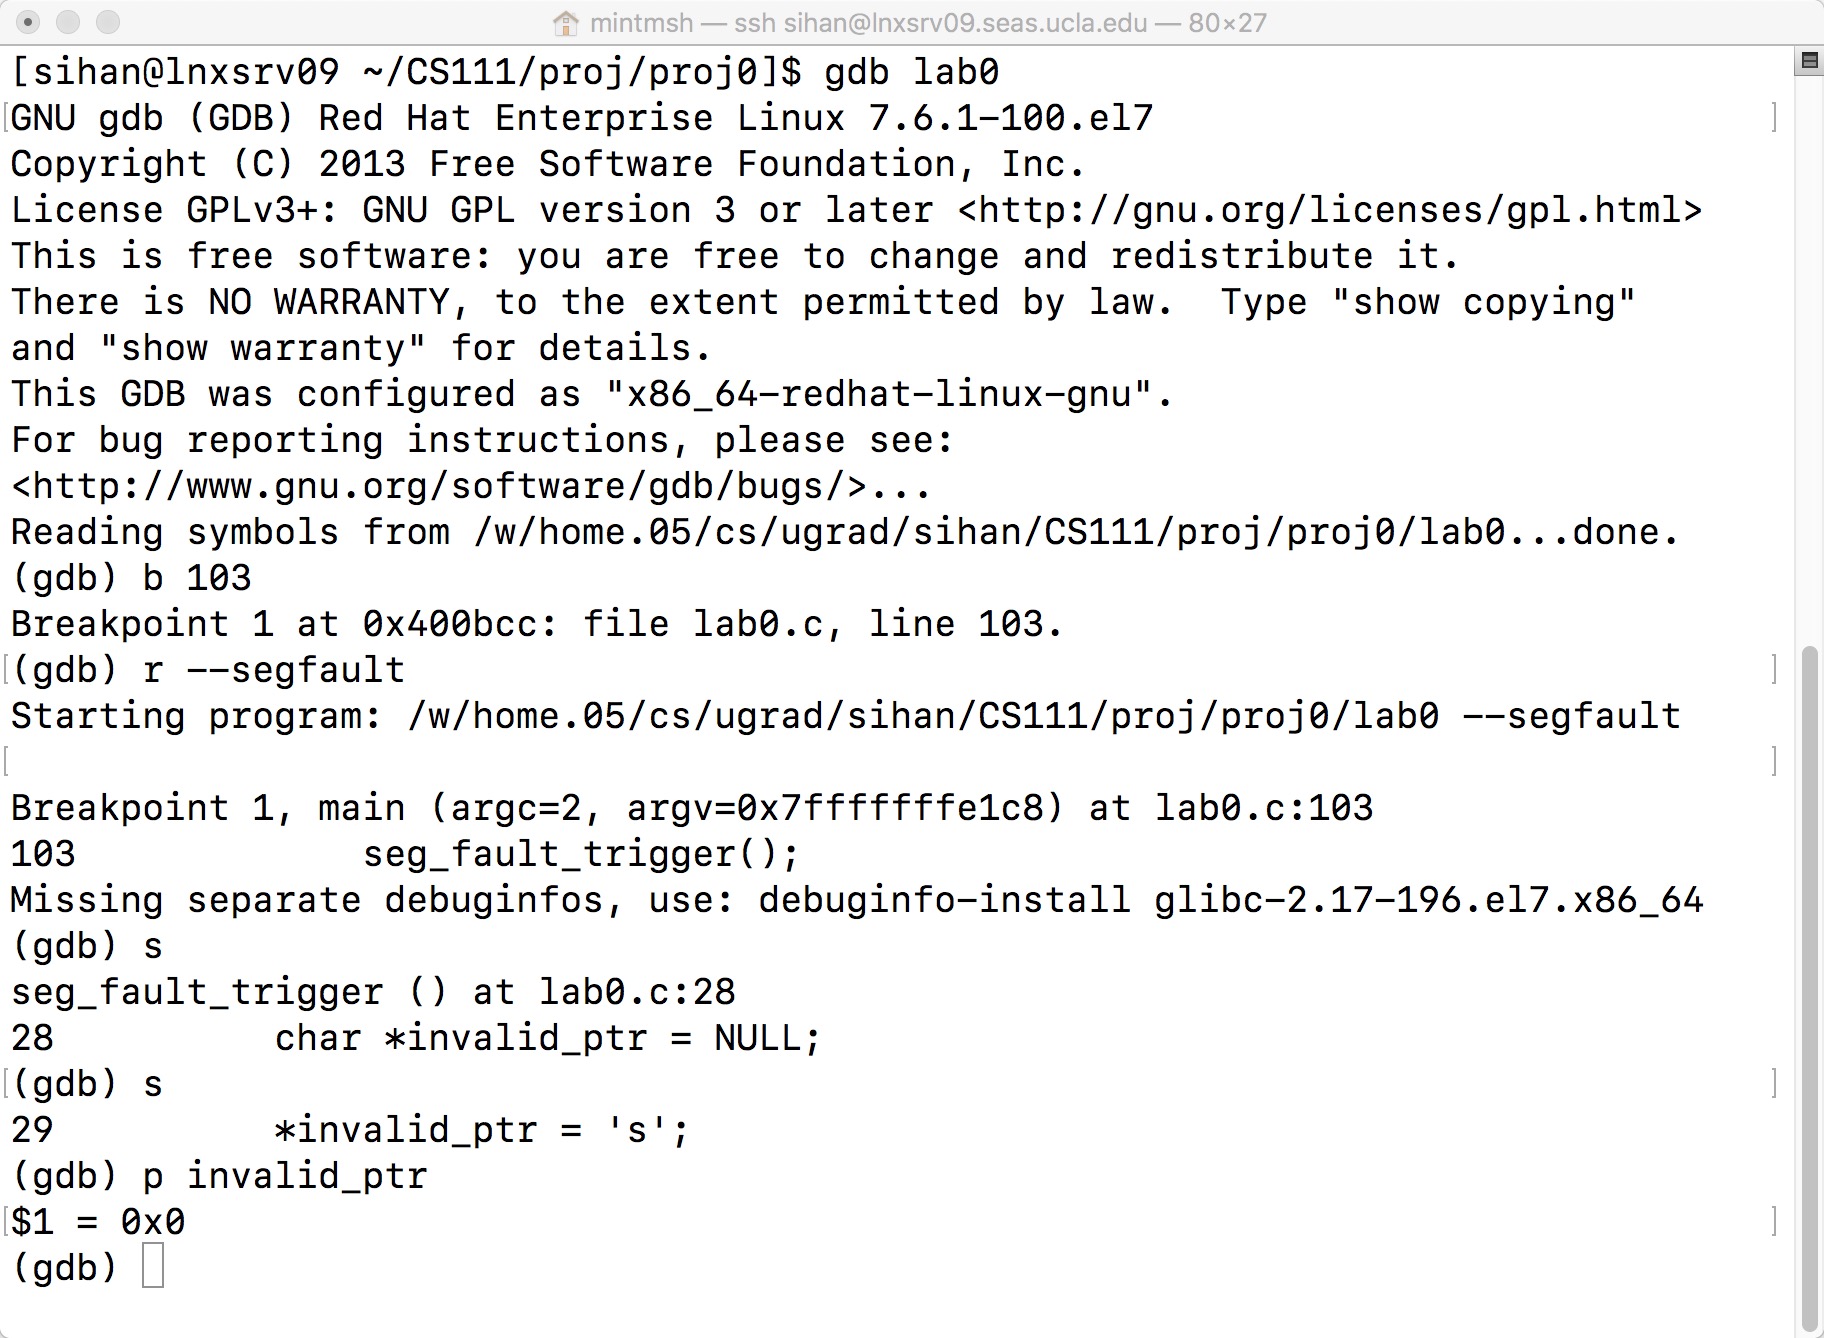 mintmsh — ssh sihan@lnxsrv09.seas.ucla.edu — 80×27
[sihan@lnxsrv09 ~/CS111/proj/proj0]$ gdb lab0
GNU gdb (GDB) Red Hat Enterprise Linux 7.6.1-100.el7
Copyright (C) 2013 Free Software Foundation, Inc.
License GPLv3+: GNU GPL version 3 or later <http://gnu.org/licenses/gpl.html>
This is free software: you are free to change and redistribute it.
There is NO WARRANTY, to the extent permitted by law.  Type "show copying"
and "show warranty" for details.
This GDB was configured as "x86_64-redhat-linux-gnu".
For bug reporting instructions, please see:
<http://www.gnu.org/software/gdb/bugs/>...
Reading symbols from /w/home.05/cs/ugrad/sihan/CS111/proj/proj0/lab0...done.
(gdb) b 103
Breakpoint 1 at 0x400bcc: file lab0.c, line 103.
(gdb) r --segfault
Starting program: /w/home.05/cs/ugrad/sihan/CS111/proj/proj0/lab0 --segfault
Breakpoint 1, main (argc=2, argv=0x7fffffffe1c8) at lab0.c:103
103             seg_fault_trigger();
Missing separate debuginfos, use: debuginfo-install glibc-2.17-196.el7.x86_64
(gdb) s
seg_fault_trigger () at lab0.c:28
28          char *invalid_ptr = NULL;
(gdb) s
29          *invalid_ptr = 's';
(gdb) p invalid_ptr
$1 = 0x0
(gdb)